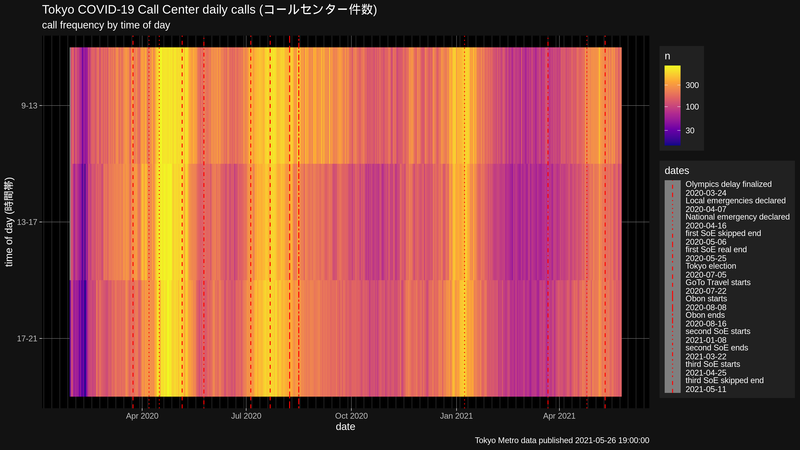 Tokyo COVID-19 Call Center daily calls (コールセンター件数)
call frequency by time of day
time of day (時間帯)
9-13
13-17
17-21
Apr 2020
Jul 2020
Oct 2020
Jan 2021
Apr 2021
date
Tokyo Metro data published 2021-05-26 19:00:00
n
300
100
30
dates
Olympics delay finalized
2020-03-24
Local emergencies declared
2020-04-07
National emergency declared
2020-04-16
first SoE skipped end
2020-05-06
first SoE real end
2020-05-25
Tokyo election
2020-07-05
GoTo Travel starts
2020-07-22
Obon starts
2020-08-08
Obon ends
2020-08-16
second SoE starts
2021-01-08
second SoE ends
2021-03-22
third SoE starts
2021-04-25
third SoE skipped end
2021-05-11